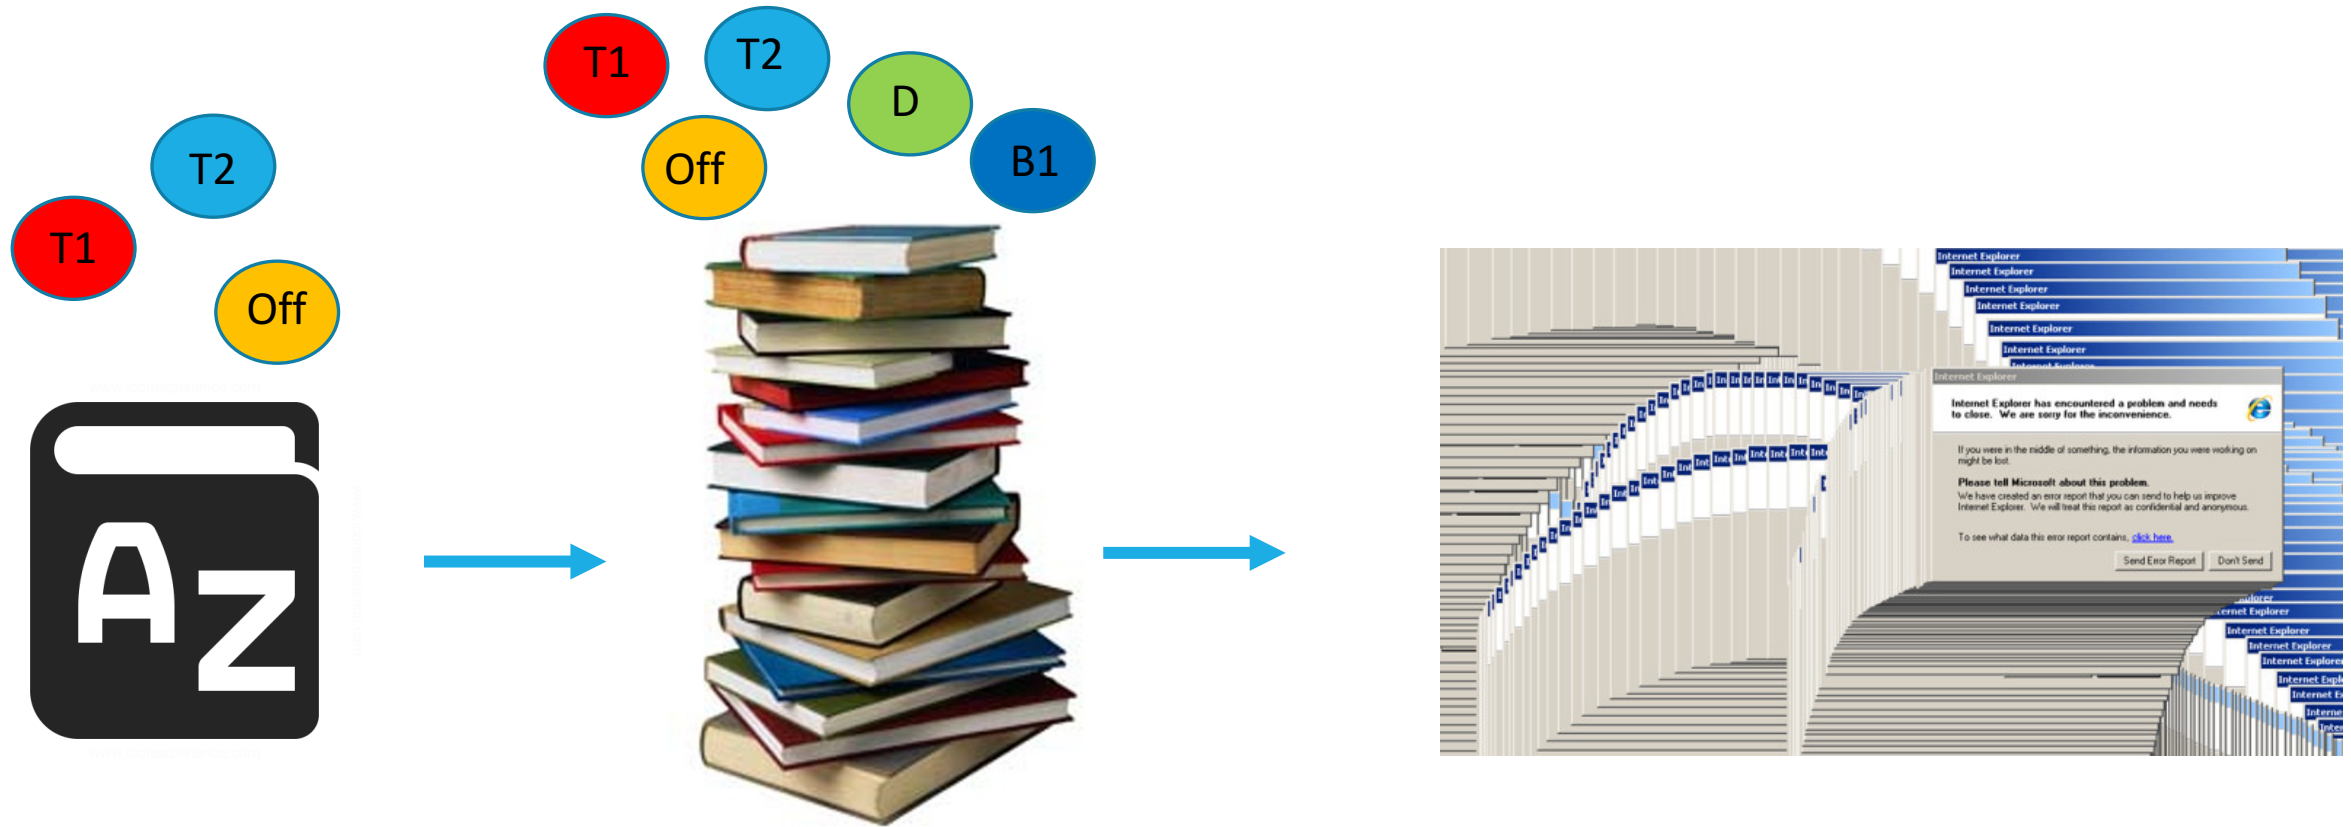 T1
T2
Off
AZ
T1
T2
D
Off
B1
Internet Explorer
Internet Explorer
Internet Explorer
Internet Explorer
Internet Explorer
Internet Explorer
Internet Explorer
Internet Explorer
Internet Explorer has encountered a problem and needs
to close. We are sorry for the inconvenience.
If you were in the middle of something, the information you were working on
might be lost.
Please tell Microsoft about this problem.
We have created an error report that you can send to help us improve
Internet Explorer. We will treat this report as confidential and anonymous.
To see what data this error report contains, click here.
Send Error Report
Don't Send
Internet Explorer
Internet Explorer
Internet Explorer